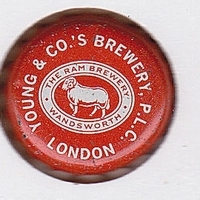 YOUNG & CO.'S BREWERY, P.L.C.
LONDON
· THE RAM BREWERY ·
WANDSWORTH